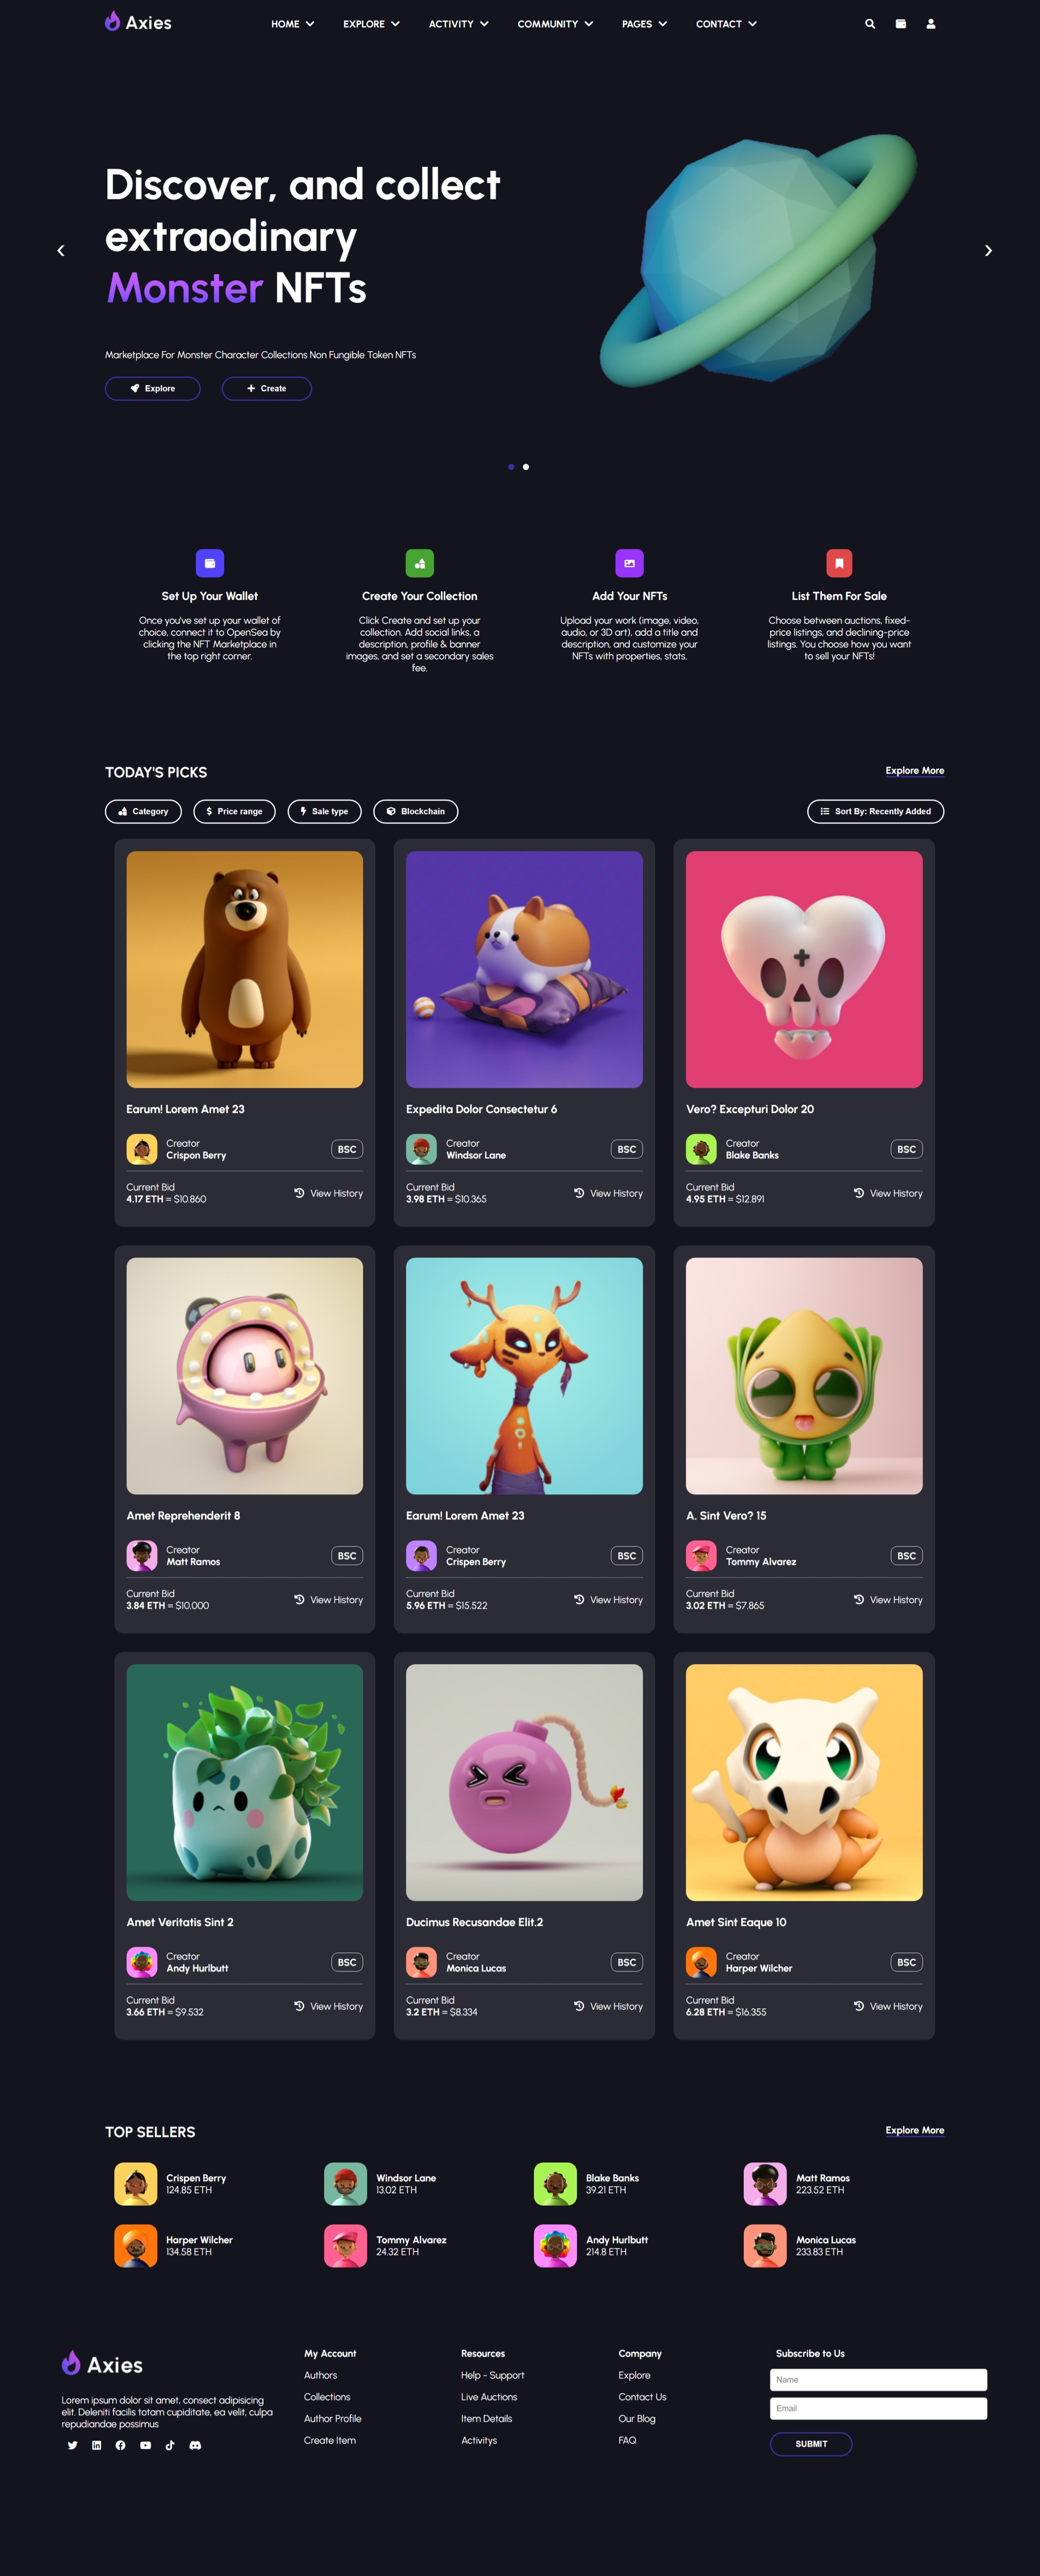 Axies
HOME EXPLORE ACTIVITY COMMUNITY PAGES CONTACT
Discover, and collect
extraodinary
Monster NFTs
Marketplace For Monster Character Collections Non Fungible Token NFTs
Explore Create
Set Up Your Wallet
Once you've set up your wallet of
choice, connect it to OpenSea by
clicking the NFT Marketplace in
the top right corner.
Create Your Collection
Click Create and set up your
collection. Add social links, a
description, profile & banner
images, and set a secondary sales
fee.
Add Your NFTs
Upload your work (image, video,
audio, or 3D art), add a title and
description, and customize your
NFTs with properties, stats.
List Them For Sale
Choose between auctions, fixed-
price listings, and declining-price
listings. You choose how you want
to sell your NFTs!
TODAY'S PICKS
Explore More
Category Price range Sale type Blockchain Sort By: Recently Added
Earum! Lorem Amet 23
Creator
Crispon Berry
BSC
Current Bid
4.17 ETH = $10.860
View History
Expedita Dolor Consectetur 6
Creator
Windsor Lane
BSC
Current Bid
3.98 ETH = $10.365
View History
Vero? Excepturi Dolor 20
Creator
Blake Banks
BSC
Current Bid
4.95 ETH = $12.891
View History
Amet Reprehenderit 8
Creator
Matt Ramos
BSC
Current Bid
3.84 ETH = $10.000
View History
Earum! Lorem Amet 23
Creator
Crispen Berry
BSC
Current Bid
5.96 ETH = $15.522
View History
A. Sint Vero? 15
Creator
Tommy Alvarez
BSC
Current Bid
3.02 ETH = $7.865
View History
Amet Veritatis Sint 2
Creator
Andy Hurlbutt
BSC
Current Bid
3.66 ETH = $9.532
View History
Ducimus Recusandae Elit.2
Creator
Monica Lucas
BSC
Current Bid
3.2 ETH = $8.334
View History
Amet Sint Eaque 10
Creator
Harper Wilcher
BSC
Current Bid
6.28 ETH = $16.355
View History
TOP SELLERS
Explore More
Crispen Berry
124.85 ETH
Windsor Lane
13.02 ETH
Blake Banks
39.21 ETH
Matt Ramos
223.52 ETH
Harper Wilcher
134.58 ETH
Tommy Alvarez
24.32 ETH
Andy Hurlbutt
214.8 ETH
Monica Lucas
233.83 ETH
Axies
Lorem ipsum dolor sit amet, consect adipisicing
elit. Deleniti facilis totam cupiditate, ea velit, culpa
repudiandae possimus
My Account
Authors
Collections
Author Profile
Create Item
Resources
Help - Support
Live Auctions
Item Details
Activitys
Company
Explore
Contact Us
Our Blog
FAQ
Subscribe to Us
Name
Email
SUBMIT